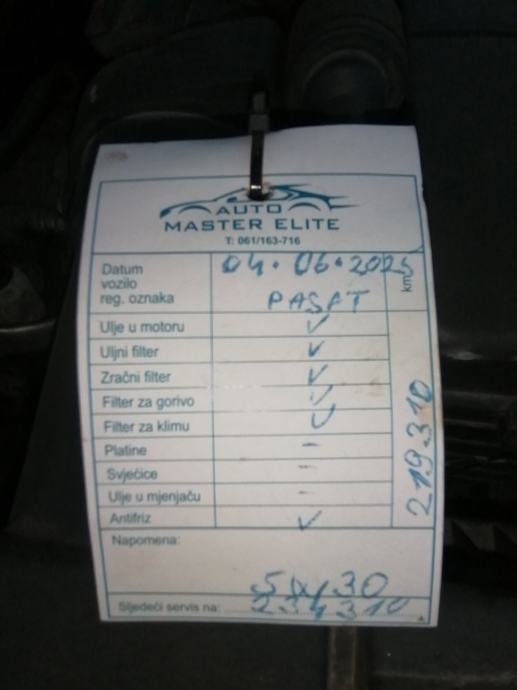 AUTO
MASTER ELITE
T: 061/163-716
Datum 04.06.2025
vozilo
reg. oznaka PASAT
km
Ulje u motoru ✓
Uljni filter ✓
Zračni filter ✓
Filter za gorivo ✓
Filter za klimu ✓
Platine -
Svjećice -
Ulje u mjenjaču -
Antifriz ✓
219310
Napomena:
5w30
Sljedeći servis na: 234310